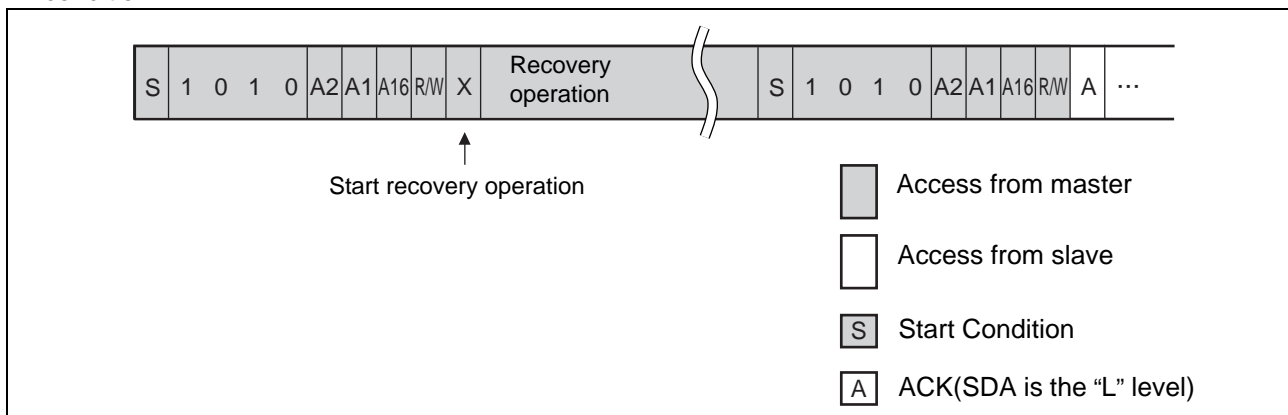 S 1 0 1 0 A2 A1 A16 R/W X Recovery operation S 1 0 1 0 A2 A1 A16 R/W A ...
Start recovery operation
Access from master
Access from slave
S Start Condition
A ACK(SDA is the “L” level)